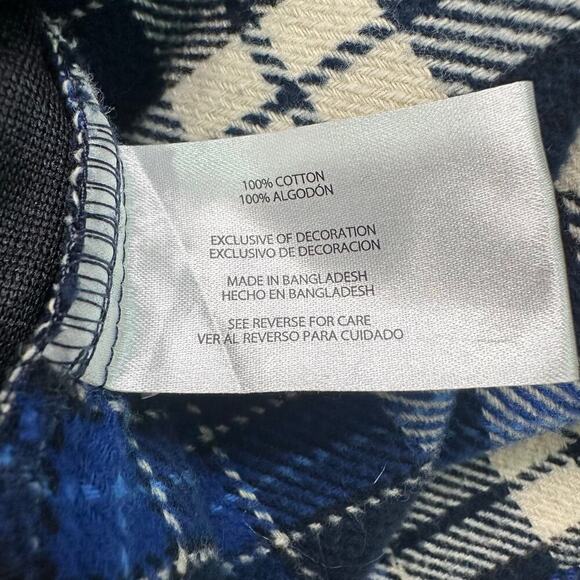 100% COTTON
100% ALGODÓN
EXCLUSIVE OF DECORATION
EXCLUSIVO DE DECORACION
MADE IN BANGLADESH
HECHO EN BANGLADESH
SEE REVERSE FOR CARE
VER AL REVERSO PARA CUIDADO